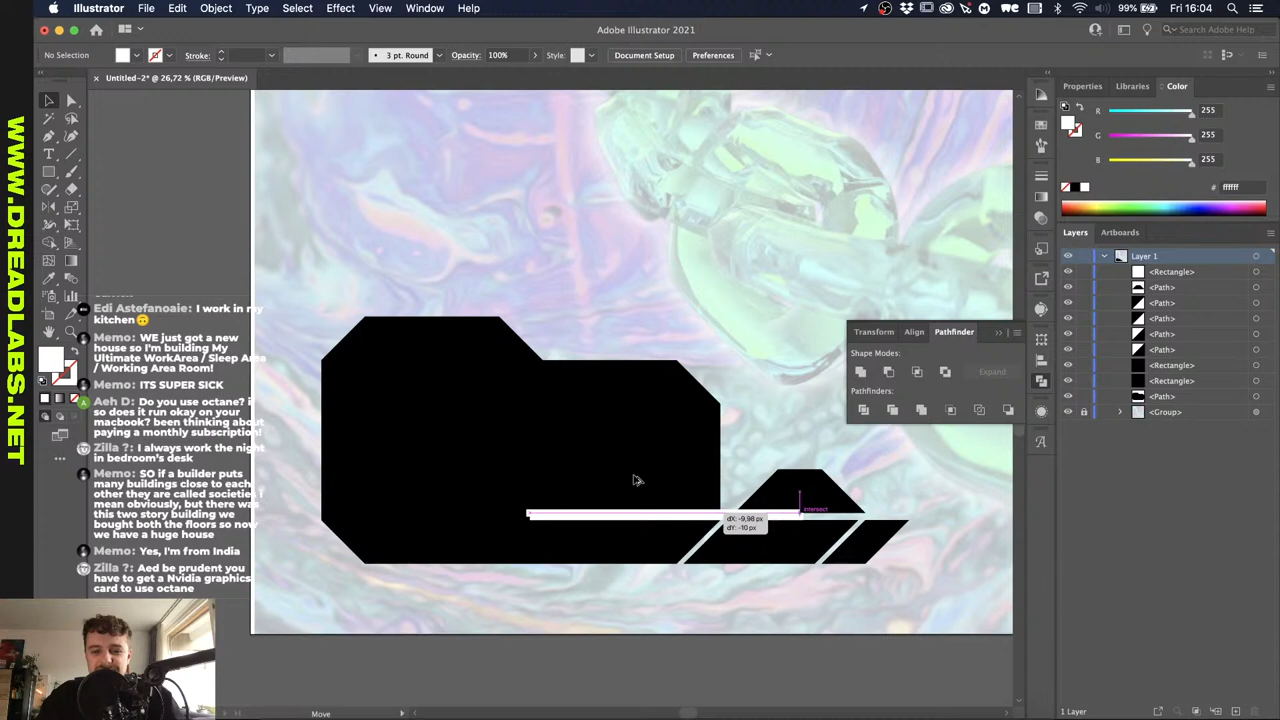 Illustrator File Edit Object Type Select Effect View Window Help
99% Fri 16:04
Adobe Illustrator 2021
Search Adobe Help
No Selection
Stroke:
3 pt. Round
Opacity: 100%
Style:
Document Setup
Preferences
× Untitled-2* @ 26,72 % (RGB/Preview)
Properties Libraries Color
R 255
G 255
B 255
# ffffff
Layers Artboards
Layer 1
<Rectangle>
<Path>
<Path>
<Path>
<Path>
<Path>
<Rectangle>
<Rectangle>
<Path>
<Group>
Transform Align Pathfinder
Shape Modes:
Expand
Pathfinders:
WWW.DREADLABS.NET
Edi Astefanoaie: I work in my
kitchen
Memo: WE just got a new
house so I'm building My
Ultimate WorkArea / Sleep Area
/ Working Area Room!
Memo: ITS SUPER SICK
Aeh D: Do you use octane? if
so does it run okay on your
macbook? been thinking about
paying a monthly subscription!
Zilla ?: I always work the night
in bedroom's desk
Memo: SO if a builder puts
many buildings close to each
other they are called societies I
mean obviously, but there was
this two story building we
bought both the floors so now
we have a huge house
Memo: Yes, I'm from India
Zilla ?: Aed be prudent you
have to get a Nvidia graphics
card to use octane
intersect
dX: -9,98 px
dY: -10 px
Move
1 Layer